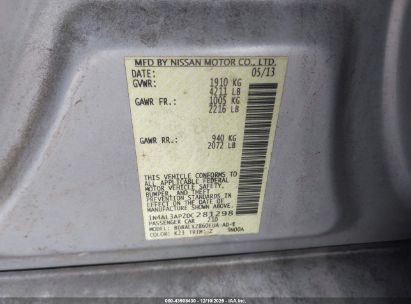 MFD BY NISSAN MOTOR CO., LTD.
DATE: 05/13
GVWR: 1910 KG
4211 LB
GAWR FR.: 1005 KG
2216 LB
GAWR RR.: 940 KG
2072 LB
THIS VEHICLE CONFORMS TO
ALL APPLICABLE FEDERAL
MOTOR VEHICLE SAFETY,
BUMPER, AND THEFT
PREVENTION STANDARDS
IN EFFECT ON THE DATE OF
MANUFACTURE SHOWN ABOVE.
1N4AL3AP2DC281298
PASSENGER CAR
MODEL:
COLOR: K23 TRIM: